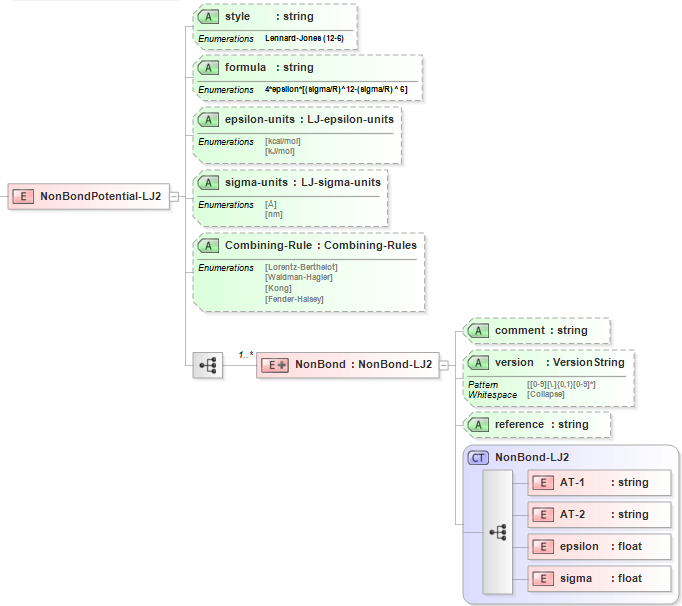 A style : string
Enumerations Lennard-Jones (12-6)
A formula : string
Enumerations 4*epsilon*[(sigma/R)^12-(sigma/R)^6]
A epsilon-units : LJ-epsilon-units
Enumerations [kcal/mol]
[kJ/mol]
A sigma-units : LJ-sigma-units
Enumerations [Å]
[nm]
E NonBondPotential-LJ2
A Combining-Rule : Combining-Rules
Enumerations [Lorentz-Berthelot]
[Waldman-Hagler]
[Kong]
[Fender-Halsey]
1..*
E NonBond : NonBond-LJ2
A comment : string
A version : VersionString
Pattern [[0-9][\.]{0,1}[0-9]*]
Whitespace [Collapse]
A reference : string
CT NonBond-LJ2
E AT-1 : string
E AT-2 : string
E epsilon : float
E sigma : float